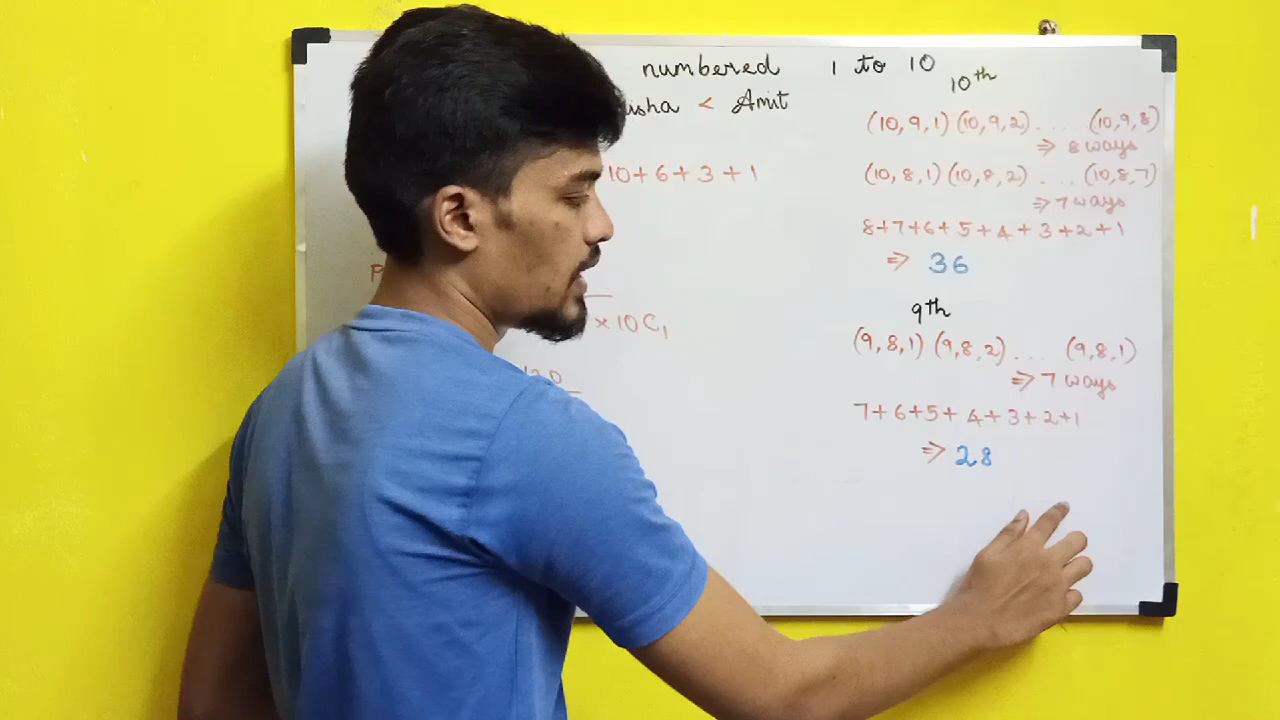 numbered 1 to 10
isha < Amit
10+6+3+1
P
× 10C₁
10th
(10,9,1) (10,9,2) .... (10,9,8)
⇒ 8 ways
(10,8,1) (10,8,2) .... (10,8,7)
⇒ 7 ways
8+7+6+5+4+3+2+1
⇒ 36
9th
(9,8,1) (9,8,2) .... (9,8,1)
⇒ 7 ways
7+6+5+4+3+2+1
⇒ 28